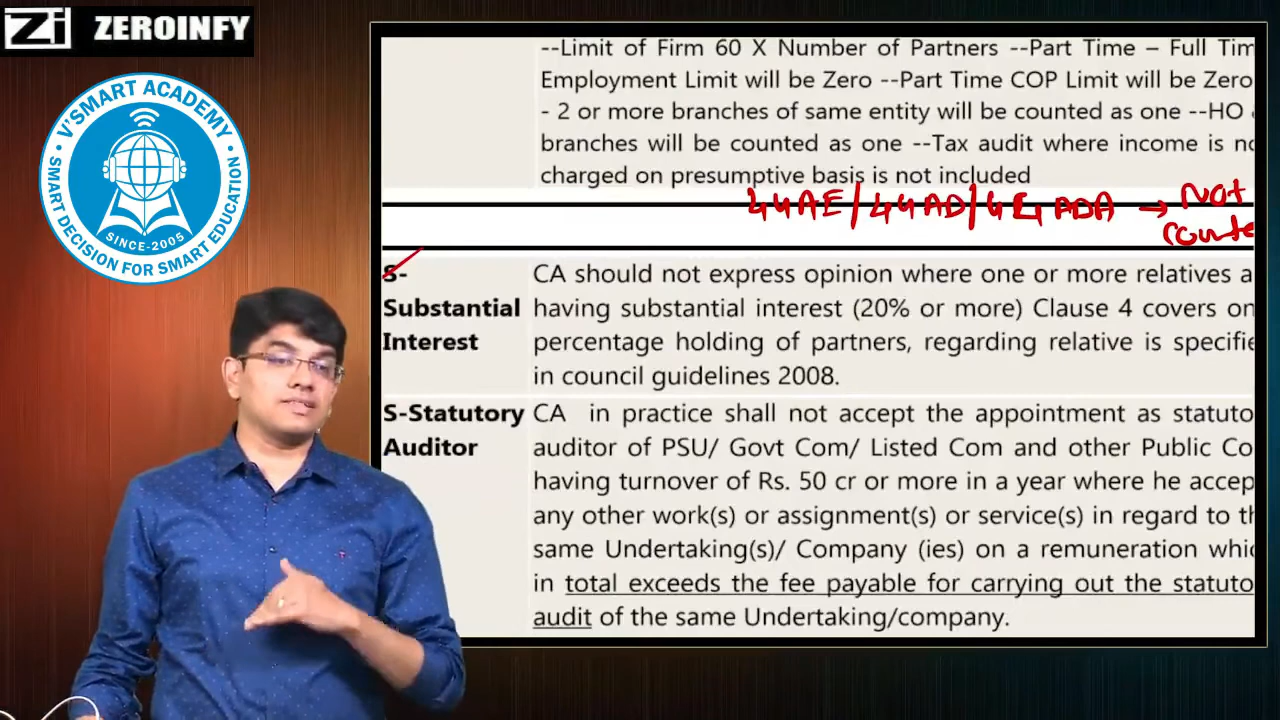 Zi ZEROINFY
V'SMART ACADEMY
SMART DECISION FOR SMART EDUCATION
SINCE-2005
--Limit of Firm 60 X Number of Partners --Part Time – Full Tim
Employment Limit will be Zero --Part Time COP Limit will be Zero
- 2 or more branches of same entity will be counted as one --HO
branches will be counted as one --Tax audit where income is no
charged on presumptive basis is not included
44AE/44AD/44ADA → Not
counte
S-
Substantial
Interest
CA should not express opinion where one or more relatives a
having substantial interest (20% or more) Clause 4 covers on
percentage holding of partners, regarding relative is specifie
in council guidelines 2008.
S-Statutory
Auditor
CA in practice shall not accept the appointment as statuto
auditor of PSU/ Govt Com/ Listed Com and other Public Co
having turnover of Rs. 50 cr or more in a year where he accep
any other work(s) or assignment(s) or service(s) in regard to th
same Undertaking(s)/ Company (ies) on a remuneration whic
in total exceeds the fee payable for carrying out the statuto
audit of the same Undertaking/company.